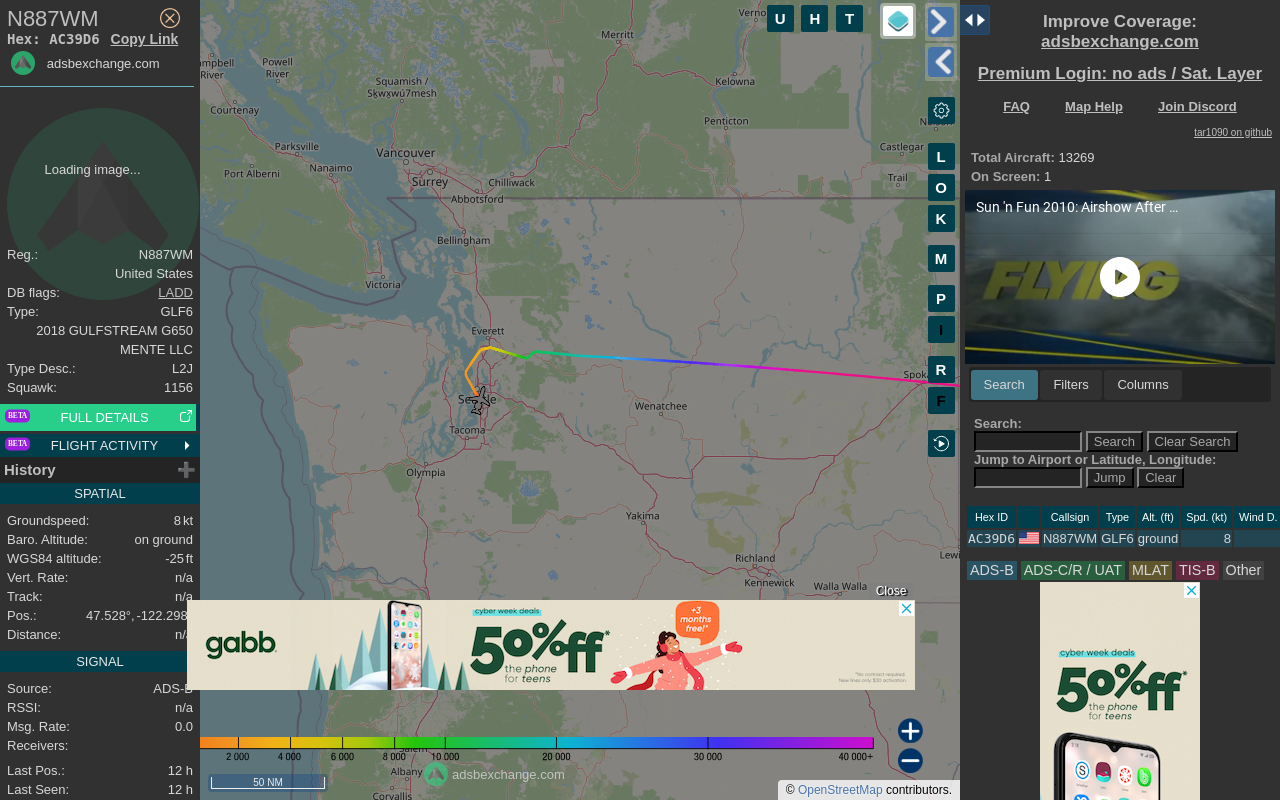 N887WM
Hex: AC39D6 Copy Link
adsbexchange.com
Loading image...
Reg.: N887WM
United States
DB flags: LADD
Type: GLF6
2018 GULFSTREAM G650
MENTE LLC
Type Desc.: L2J
Squawk: 1156
BETA FULL DETAILS
BETA FLIGHT ACTIVITY
History
SPATIAL
Groundspeed: 8 kt
Baro. Altitude: on ground
WGS84 altitude: -25 ft
Vert. Rate: n/a
Track: n/a
Pos.: 47.528°, -122.298
Distance: n/a
SIGNAL
Source: ADS-B
RSSI: n/a
Msg. Rate: 0.0
Receivers:
Last Pos.: 12 h
Last Seen: 12 h
Merritt
Powell
River
River
Squamish /
Sḵwx̱wú7mesh
Kelowna
Courtenay
Penticton
Parksville
Vancouver
Castlegar
Nanaimo
Port Alberni
Surrey
Chilliwack
Trail
Abbotsford
Bellingham
Victoria
Everett
Wenatchee
Tacoma
Olympia
Yakima
Richland
Kennewick
Walla Walla
Albany
Corvallis
U H T
L
O
K
M
P
I
R
F
Close
gabb
cyber week deals
50%off*
the phone
for teens
+3
months
free!*
*No contract required.
New lines only $30 activation.
2 000 4 000 6 000 8 000 10 000 20 000 30 000 40 000+
adsbexchange.com
50 NM
© OpenStreetMap contributors.
Improve Coverage:
adsbexchange.com
Premium Login: no ads / Sat. Layer
FAQ Map Help Join Discord
tar1090 on github
Total Aircraft: 13269
On Screen: 1
Sun 'n Fun 2010: Airshow After ...
FLYING
Search Filters Columns
Search:
Search Clear Search
Jump to Airport or Latitude, Longitude:
Jump Clear
Hex ID Callsign Type Alt. (ft) Spd. (kt) Wind D.
AC39D6 N887WM GLF6 ground 8
ADS-B ADS-C/R / UAT MLAT TIS-B Other
cyber week deals
50%off*
the phone
for teens